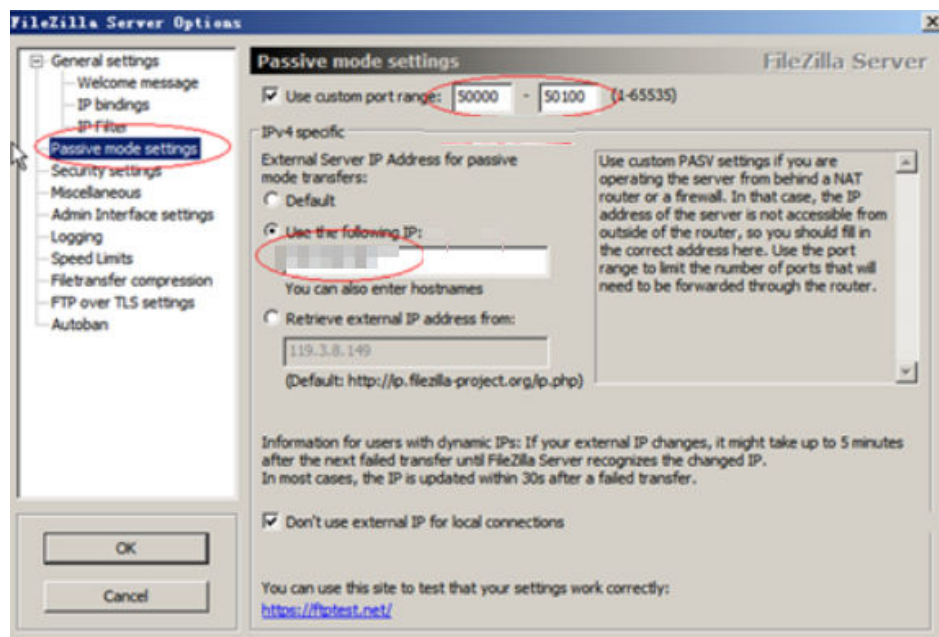 FileZilla Server Options
General settings
Welcome message
IP bindings
IP Filter
Passive mode settings
Security settings
Miscellaneous
Admin Interface settings
Logging
Speed Limits
Filetransfer compression
FTP over TLS settings
Autoban
OK
Cancel
Passive mode settings
FileZilla Server
Use custom port range: 50000 - 50100 (1-65535)
IPv4 specific
External Server IP Address for passive
mode transfers:
Default
Use the following IP:
You can also enter hostnames
Retrieve external IP address from:
119.3.8.149
(Default: http://ip.filezilla-project.org/ip.php)
Use custom PASV settings if you are
operating the server from behind a NAT
router or a firewall. In that case, the IP
address of the server is not accessible from
outside of the router, so you should fill in
the correct address here. Use the port
range to limit the number of ports that will
need to be forwarded through the router.
Information for users with dynamic IPs: If your external IP changes, it might take up to 5 minutes
after the next failed transfer until FileZilla Server recognizes the changed IP.
In most cases, the IP is updated within 30s after a failed transfer.
Don't use external IP for local connections
You can use this site to test that your settings work correctly:
https://ftptest.net/